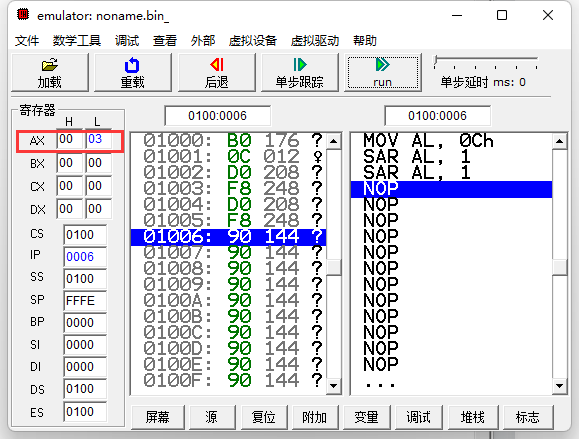 emulator: noname.bin_
文件 数学工具 调试 查看 外部 虚拟设备 虚拟驱动 帮助
加载 重载 后退 单步跟踪 run 单步延时 ms: 0
寄存器
H L
AX 00 03
BX 00 00
CX 00 00
DX 00 00
CS 0100
IP 0006
SS 0100
SP FFFE
BP 0000
SI 0000
DI 0000
DS 0100
ES 0100
0100:0006
01000: B0 176 ?
01001: 0C 012 ♀
01002: D0 208 ?
01003: F8 248 ?
01004: D0 208 ?
01005: F8 248 ?
01006: 90 144 ?
01007: 90 144 ?
01008: 90 144 ?
01009: 90 144 ?
0100A: 90 144 ?
0100B: 90 144 ?
0100C: 90 144 ?
0100D: 90 144 ?
0100E: 90 144 ?
0100F: 90 144 ?
0100:0006
MOV AL, 0Ch
SAR AL, 1
SAR AL, 1
NOP
NOP
NOP
NOP
NOP
NOP
NOP
NOP
NOP
NOP
NOP
NOP
...
屏幕 源 复位 附加 变量 调试 堆栈 标志